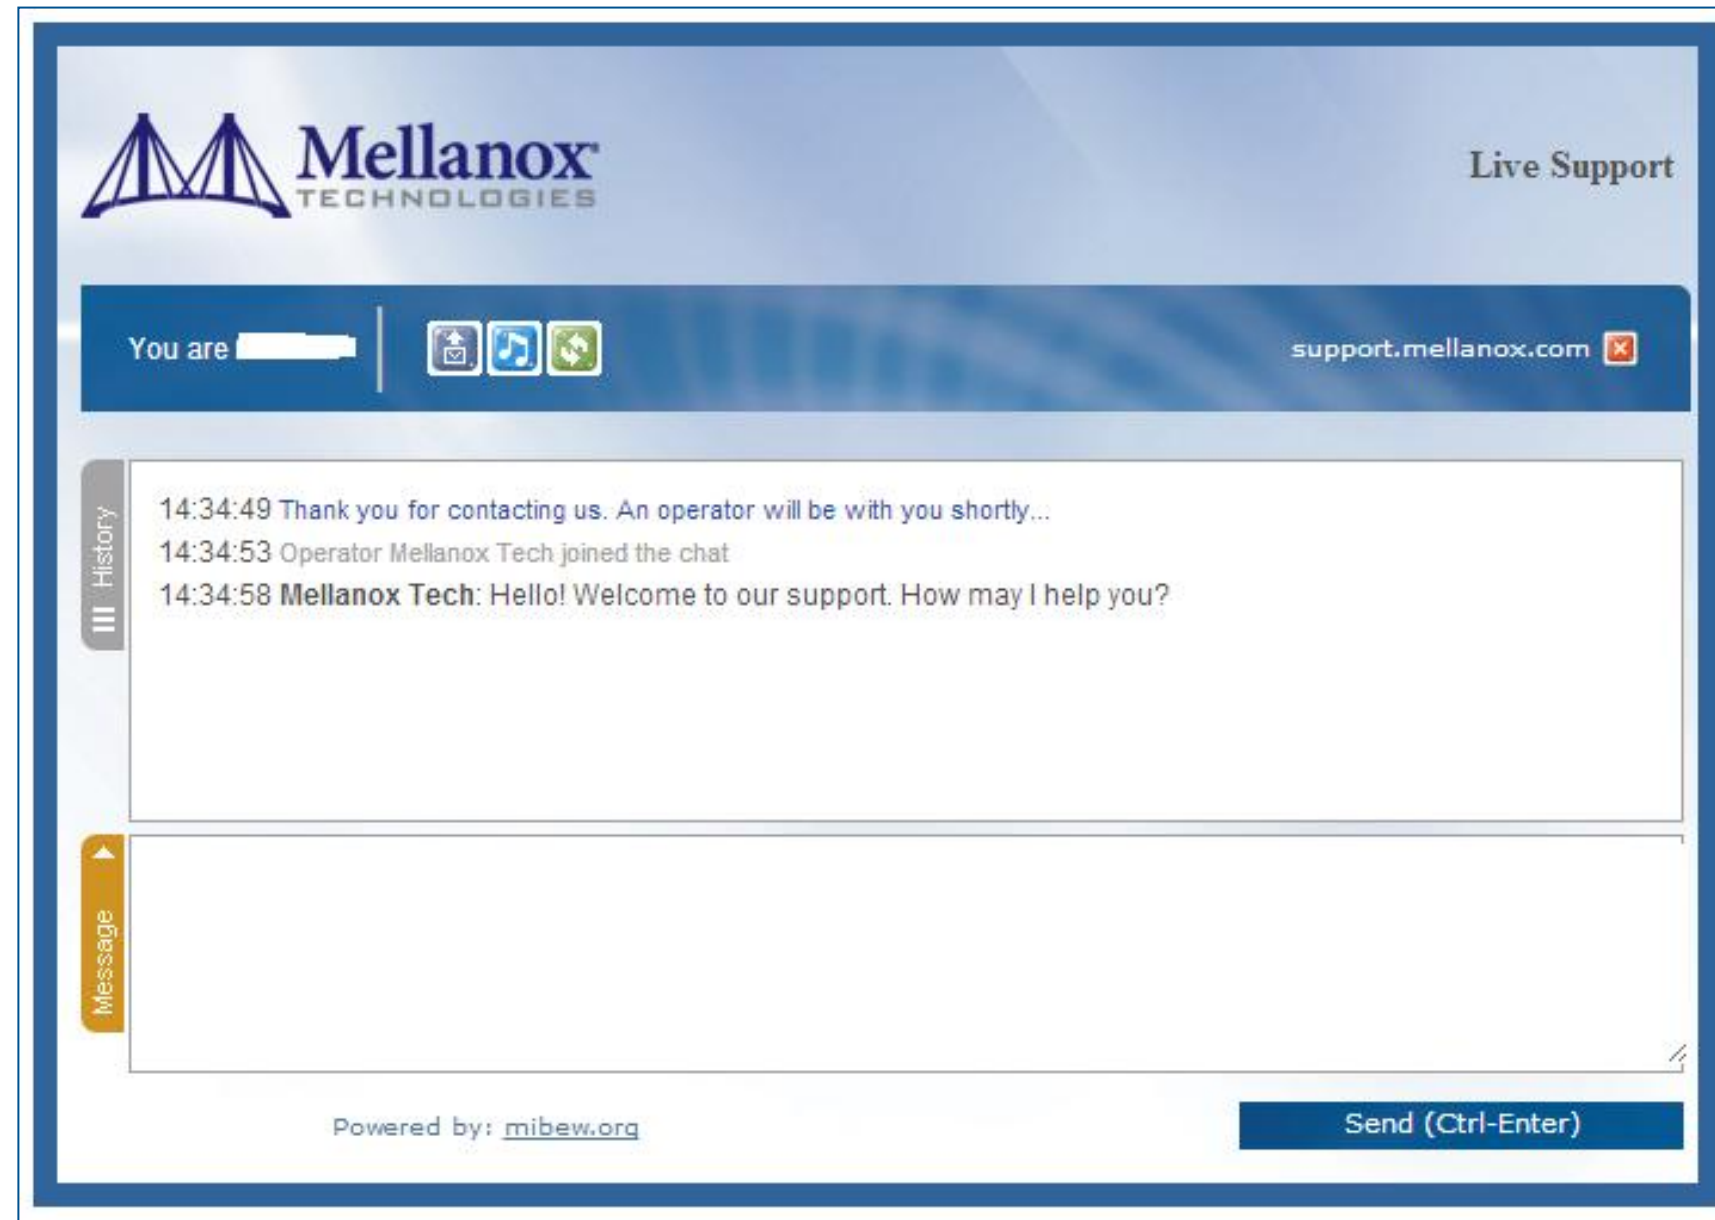 Mellanox
TECHNOLOGIES
Live Support
You are
support.mellanox.com
History
14:34:49 Thank you for contacting us. An operator will be with you shortly...
14:34:53 Operator Mellanox Tech joined the chat
14:34:58 Mellanox Tech: Hello! Welcome to our support. How may I help you?
Message
Powered by: mibew.org
Send (Ctrl-Enter)